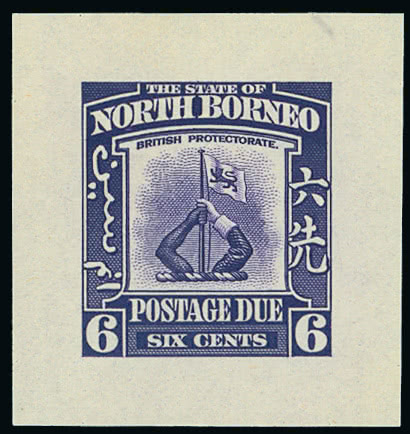 THE STATE OF
NORTH BORNEO
BRITISH PROTECTORATE.
六先
POSTAGE DUE
6 SIX CENTS 6